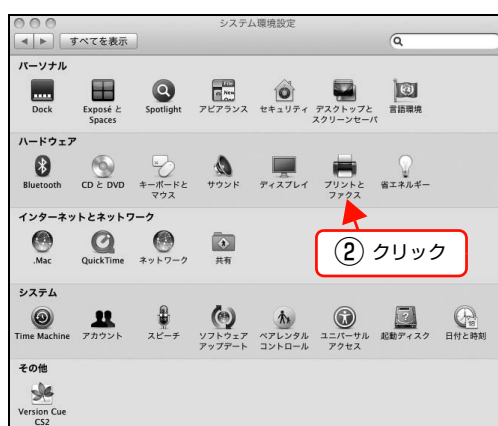 システム環境設定
すべてを表示
パーソナル
Dock
Exposé と
Spaces
Spotlight
アピアランス
セキュリティ
デスクトップと
スクリーンセーバ
言語環境
ハードウェア
Bluetooth
CD と DVD
キーボードと
マウス
サウンド
ディスプレイ
プリントと
ファクス
省エネルギー
インターネットとネットワーク
.Mac
QuickTime
ネットワーク
共有
② クリック
システム
Time Machine
アカウント
スピーチ
ソフトウェア
アップデート
ペアレンタル
コントロール
ユニバーサル
アクセス
起動ディスク
日付と時刻
その他
Version Cue
CS2